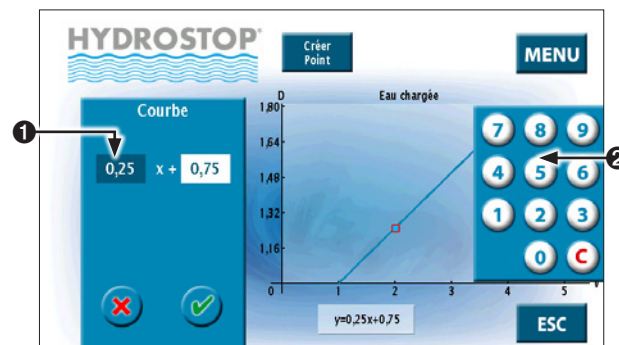 HYDROSTOP
Créer
Point
MENU
Courbe
0,25 x + 0,75
D
Eau chargée
1,80
1,64
1,48
1,32
1,16
0 1 2 3 4 5
V
y=0,25x+0,75
7 8 9
4 5 6
1 2 3
0 C
ESC
1
2